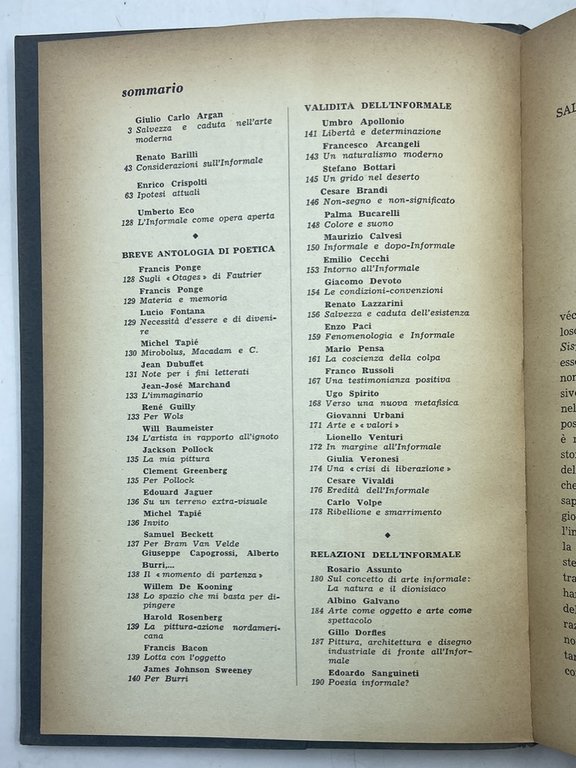 sommario
Giulio Carlo Argan
3 Salvezza e caduta nell'arte
moderna
Renato Barilli
43 Considerazioni sull'Informale
Enrico Crispolti
63 Ipotesi attuali
Umberto Eco
128 L'Informale come opera aperta
BREVE ANTOLOGIA DI POETICA
Francis Ponge
128 Sugli « Otages » di Fautrier
Francis Ponge
129 Materia e memoria
Lucio Fontana
129 Necessità d'essere e di diveni-
re
Michel Tapié
130 Mirobolus, Macadam e C.
Jean Dubuffet
131 Note per i fini letterati
Jean-José Marchand
133 L'immaginario
René Guilly
133 Per Wols
Will Baumeister
134 L'artista in rapporto all'ignoto
Jackson Pollock
135 La mia pittura
Clement Greenberg
135 Per Pollock
Edouard Jaguer
136 Su un terreno extra-visuale
Michel Tapié
136 Invito
Samuel Beckett
137 Per Bram Van Velde
Giuseppe Capogrossi, Alberto
Burri,...
138 Il « momento di partenza »
Willem De Kooning
138 Lo spazio che mi basta per di-
pingere
Harold Rosenberg
139 La pittura-azione nordameri-
cana
Francis Bacon
139 Lotta con l'oggetto
James Johnson Sweeney
140 Per Burri
VALIDITÀ DELL'INFORMALE
Umbro Apollonio
141 Libertà e determinazione
Francesco Arcangeli
143 Un naturalismo moderno
Stefano Bottari
145 Un grido nel deserto
Cesare Brandi
146 Non-segno e non-significato
Palma Bucarelli
148 Colore e suono
Maurizio Calvesi
150 Informale e dopo-Informale
Emilio Cecchi
153 Intorno all'Informale
Giacomo Devoto
154 Le condizioni-convenzioni
Renato Lazzarini
156 Salvezza e caduta dell'esistenza
Enzo Paci
159 Fenomenologia e Informale
Mario Pensa
161 La coscienza della colpa
Franco Russoli
167 Una testimonianza positiva
Ugo Spirito
168 Verso una nuova metafisica
Giovanni Urbani
171 Arte e « valori »
Lionello Venturi
172 In margine all'Informale
Giulia Veronesi
174 Una « crisi di liberazione »
Cesare Vivaldi
176 Eredità dell'Informale
Carlo Volpe
178 Ribellione e smarrimento
RELAZIONI DELL'INFORMALE
Rosario Assunto
180 Sul concetto di arte informale:
La natura e il dionisiaco
Albino Galvano
184 Arte come oggetto e arte come
spettacolo
Gillo Dorfles
187 Pittura, architettura e disegno
industriale di fronte all'Infor-
male
Edoardo Sanguineti
190 Poesia informale?
SAL